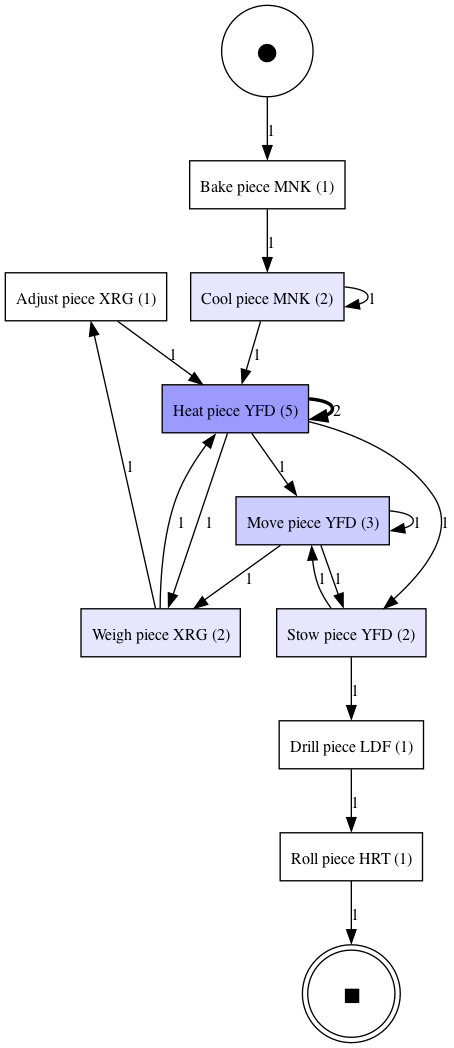 1
Bake piece MNK (1)
1
Adjust piece XRG (1)
Cool piece MNK (2)
1
1
1
Heat piece YFD (5)
2
1
1
1
1
1
Move piece YFD (3)
1
1
1
1
Weigh piece XRG (2)
Stow piece YFD (2)
1
Drill piece LDF (1)
1
Roll piece HRT (1)
1